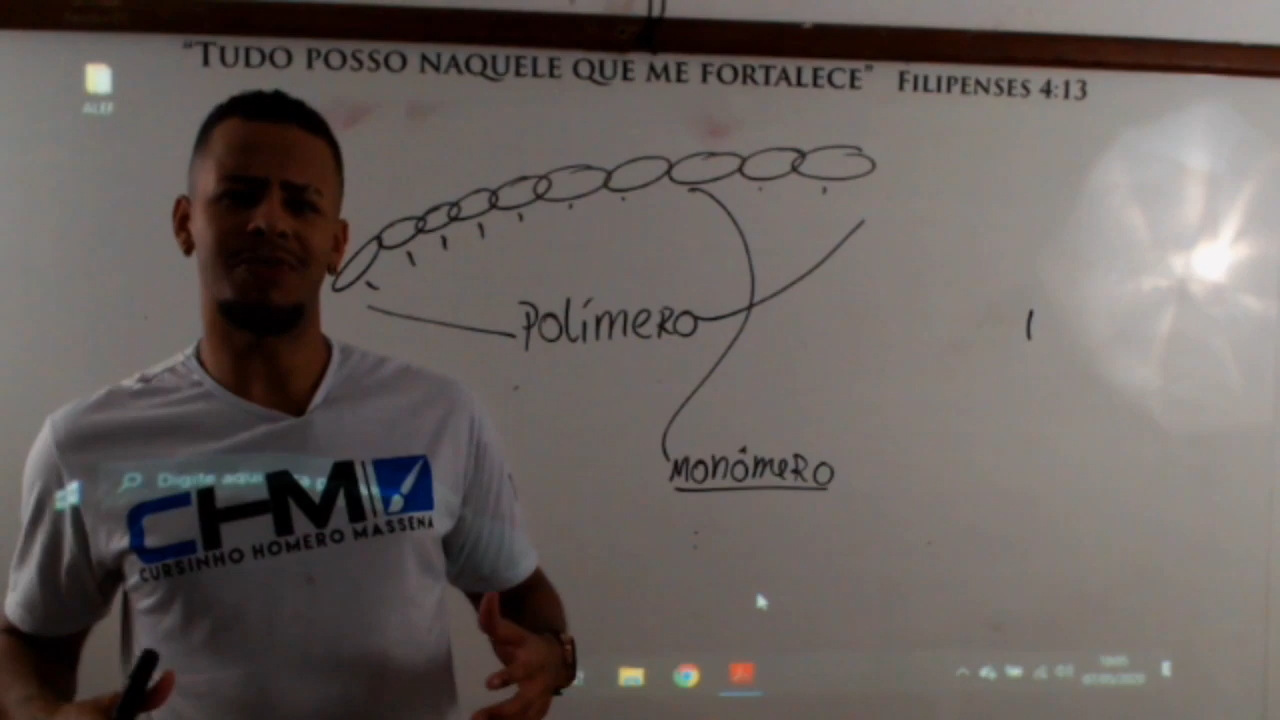 “TUDO POSSO NAQUELE QUE ME FORTALECE” FILIPENSES 4:13
ALEF
POLíMERO
MONÔMERO
Digite aqui
CHM
CURSINHO HOMERO MASSENA